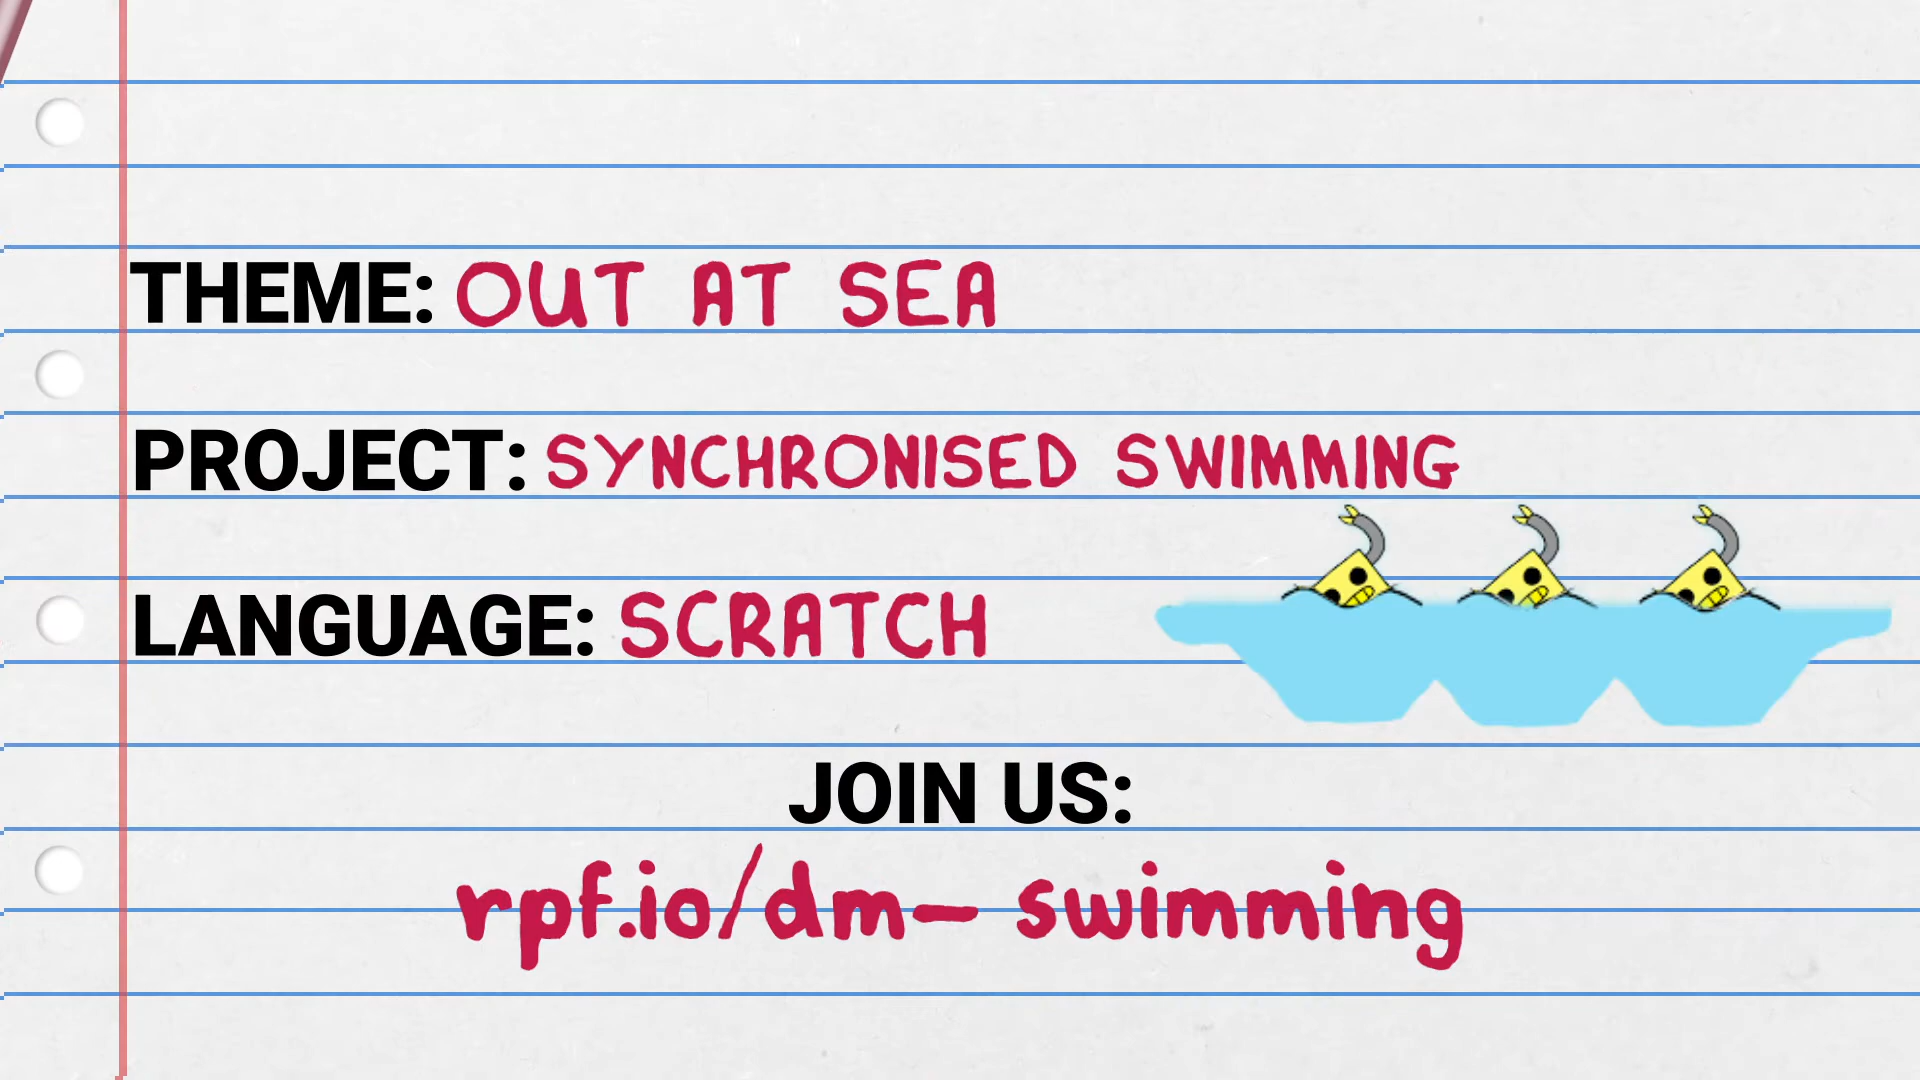 THEME: OUT AT SEA
PROJECT: SYNCHRONISED SWIMMING
LANGUAGE: SCRATCH
JOIN US:
rpf.io/dm- swimming